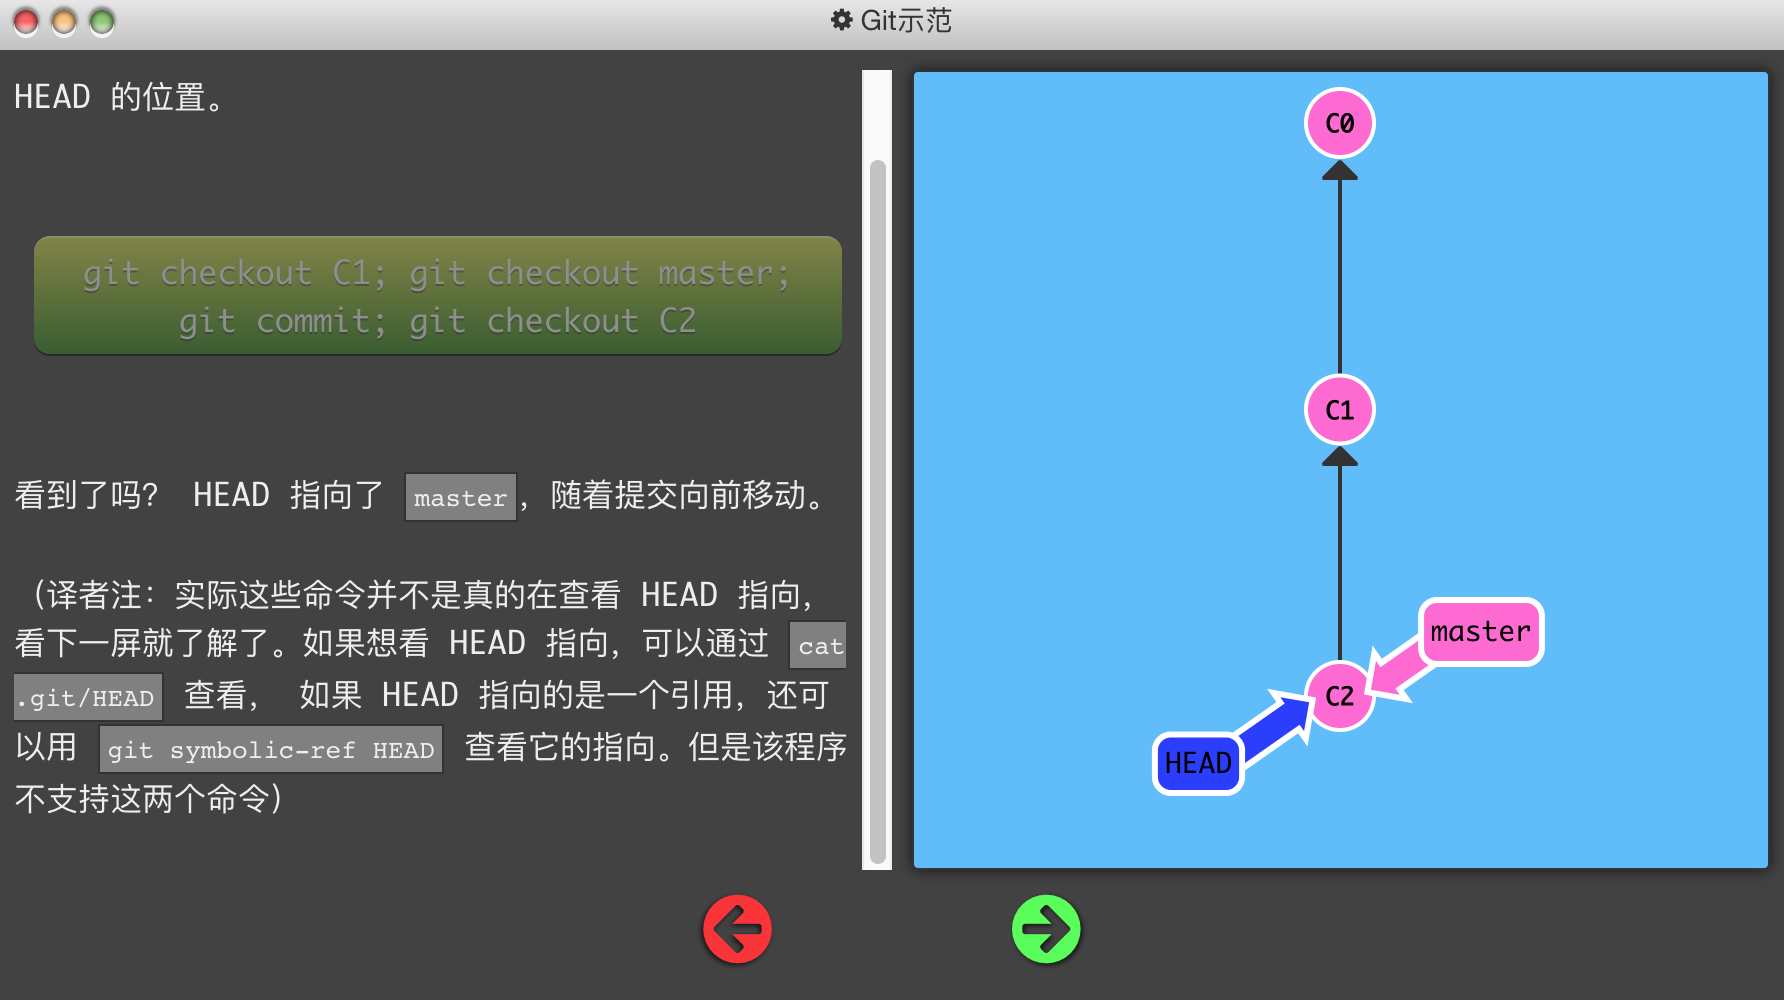 Git示范
HEAD 的位置。
git checkout C1; git checkout master;
git commit; git checkout C2
看到了吗？ HEAD 指向了 master，随着提交向前移动。
（译者注：实际这些命令并不是真的在查看 HEAD 指向，
看下一屏就了解了。如果想看 HEAD 指向，可以通过 cat
.git/HEAD 查看， 如果 HEAD 指向的是一个引用，还可
以用 git symbolic-ref HEAD 查看它的指向。但是该程序
不支持这两个命令）
C0
C1
master
C2
HEAD